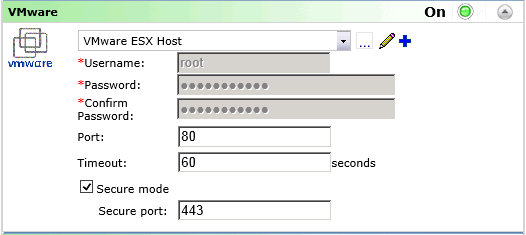 VMware On
vmware
VMware ESX Host ...
*Username: root
*Password: ●●●●●●●●●●●
*Confirm
Password: ●●●●●●●●●●●
Port: 80
Timeout: 60 seconds
Secure mode
Secure port: 443